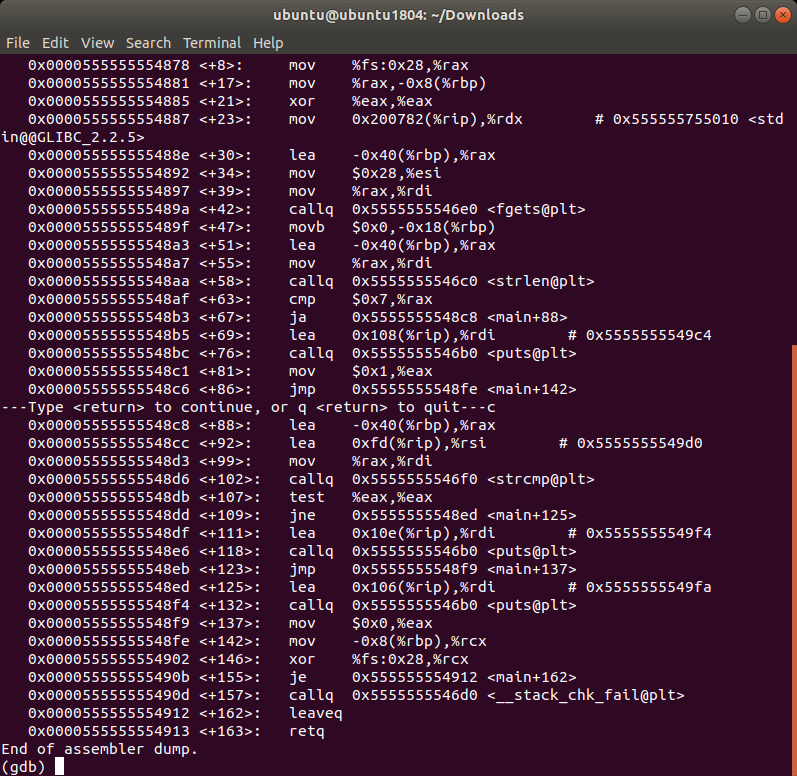 ubuntu@ubuntu1804: ~/Downloads
File Edit View Search Terminal Help
   0x0000555555554878 <+8>:     mov    %fs:0x28,%rax
   0x0000555555554881 <+17>:    mov    %rax,-0x8(%rbp)
   0x0000555555554885 <+21>:    xor    %eax,%eax
   0x0000555555554887 <+23>:    mov    0x200782(%rip),%rdx        # 0x555555755010 <std
in@@GLIBC_2.2.5>
   0x000055555555488e <+30>:    lea    -0x40(%rbp),%rax
   0x0000555555554892 <+34>:    mov    $0x28,%esi
   0x0000555555554897 <+39>:    mov    %rax,%rdi
   0x000055555555489a <+42>:    callq  0x5555555546e0 <fgets@plt>
   0x000055555555489f <+47>:    movb   $0x0,-0x18(%rbp)
   0x00005555555548a3 <+51>:    lea    -0x40(%rbp),%rax
   0x00005555555548a7 <+55>:    mov    %rax,%rdi
   0x00005555555548aa <+58>:    callq  0x5555555546c0 <strlen@plt>
   0x00005555555548af <+63>:    cmp    $0x7,%rax
   0x00005555555548b3 <+67>:    ja     0x5555555548c8 <main+88>
   0x00005555555548b5 <+69>:    lea    0x108(%rip),%rdi        # 0x5555555549c4
   0x00005555555548bc <+76>:    callq  0x5555555546b0 <puts@plt>
   0x00005555555548c1 <+81>:    mov    $0x1,%eax
   0x00005555555548c6 <+86>:    jmp    0x5555555548fe <main+142>
---Type <return> to continue, or q <return> to quit---c
   0x00005555555548c8 <+88>:    lea    -0x40(%rbp),%rax
   0x00005555555548cc <+92>:    lea    0xfd(%rip),%rsi        # 0x5555555549d0
   0x00005555555548d3 <+99>:    mov    %rax,%rdi
   0x00005555555548d6 <+102>:   callq  0x5555555546f0 <strcmp@plt>
   0x00005555555548db <+107>:   test   %eax,%eax
   0x00005555555548dd <+109>:   jne    0x5555555548ed <main+125>
   0x00005555555548df <+111>:   lea    0x10e(%rip),%rdi        # 0x5555555549f4
   0x00005555555548e6 <+118>:   callq  0x5555555546b0 <puts@plt>
   0x00005555555548eb <+123>:   jmp    0x5555555548f9 <main+137>
   0x00005555555548ed <+125>:   lea    0x106(%rip),%rdi        # 0x5555555549fa
   0x00005555555548f4 <+132>:   callq  0x5555555546b0 <puts@plt>
   0x00005555555548f9 <+137>:   mov    $0x0,%eax
   0x00005555555548fe <+142>:   mov    -0x8(%rbp),%rcx
   0x0000555555554902 <+146>:   xor    %fs:0x28,%rcx
   0x000055555555490b <+155>:   je     0x555555554912 <main+162>
   0x000055555555490d <+157>:   callq  0x5555555546d0 <__stack_chk_fail@plt>
   0x0000555555554912 <+162>:   leaveq
   0x0000555555554913 <+163>:   retq
End of assembler dump.
(gdb)